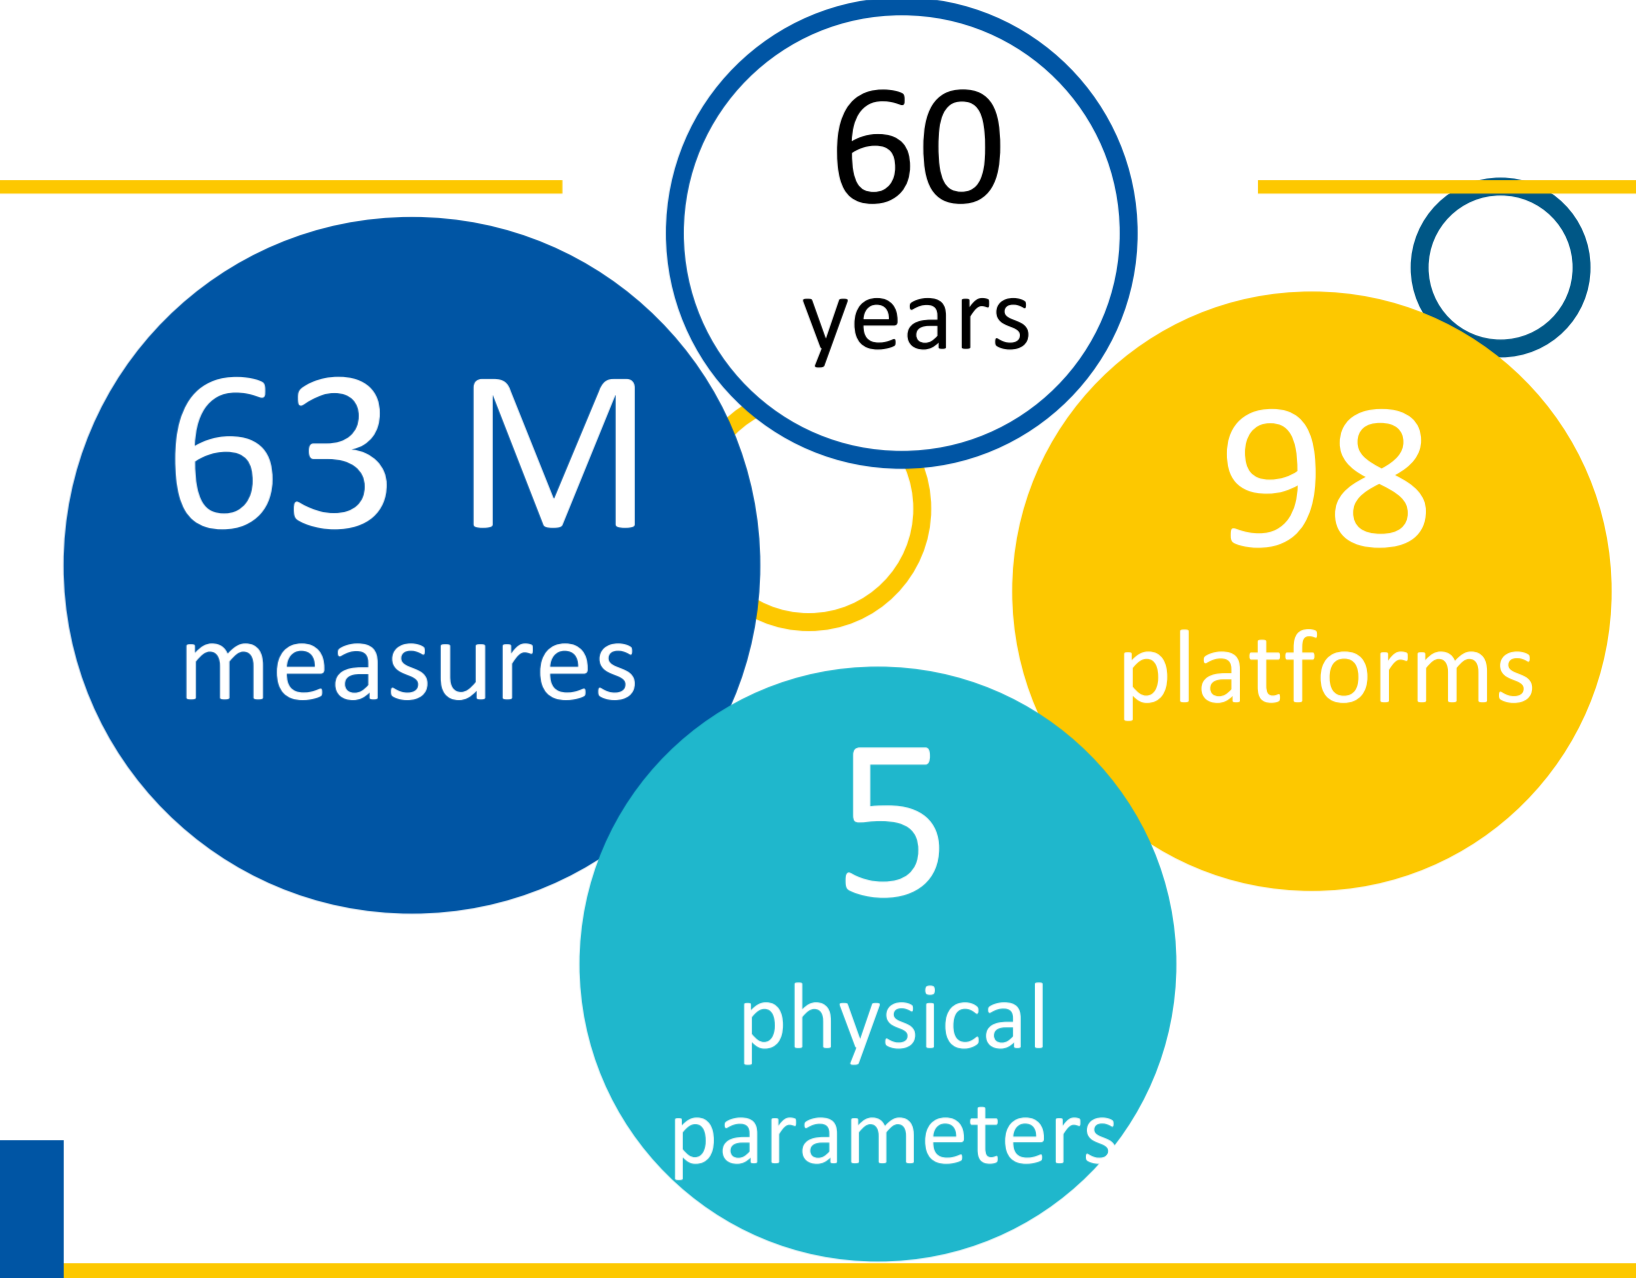 60
years
63 M
measures
98
platforms
5
physical
parameters